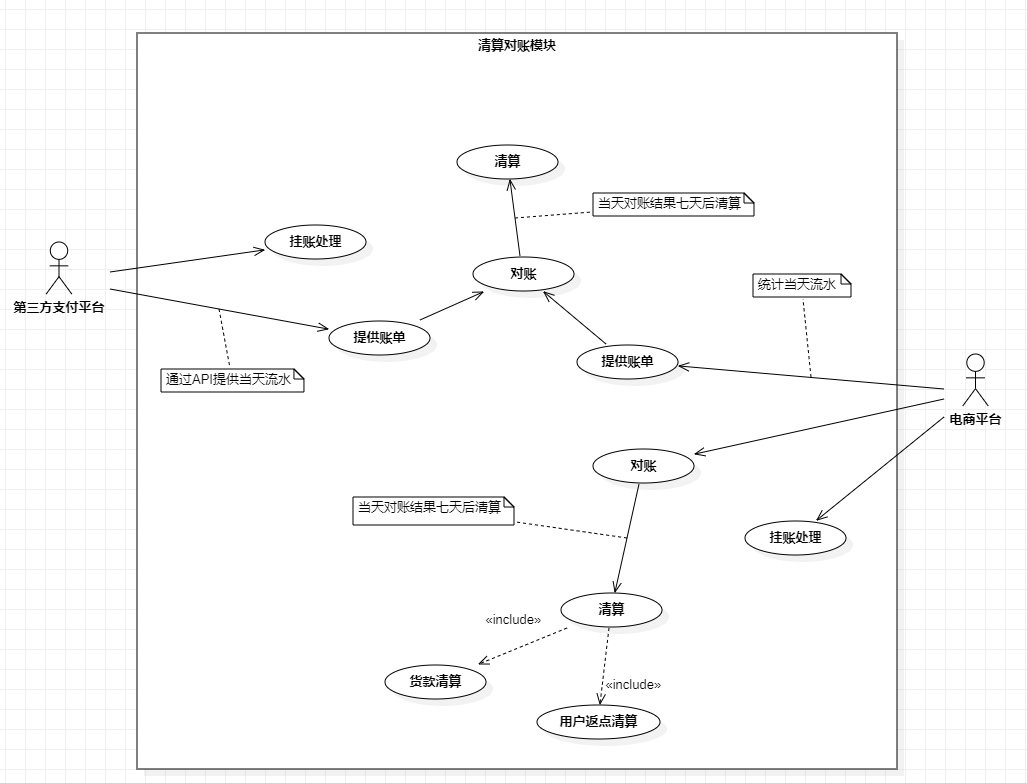 清算对账模块
清算
当天对账结果七天后清算
挂账处理
对账
统计当天流水
第三方支付平台
提供账单
提供账单
通过API提供当天流水
电商平台
对账
当天对账结果七天后清算
挂账处理
清算
«include»
货款清算
«include»
用户返点清算